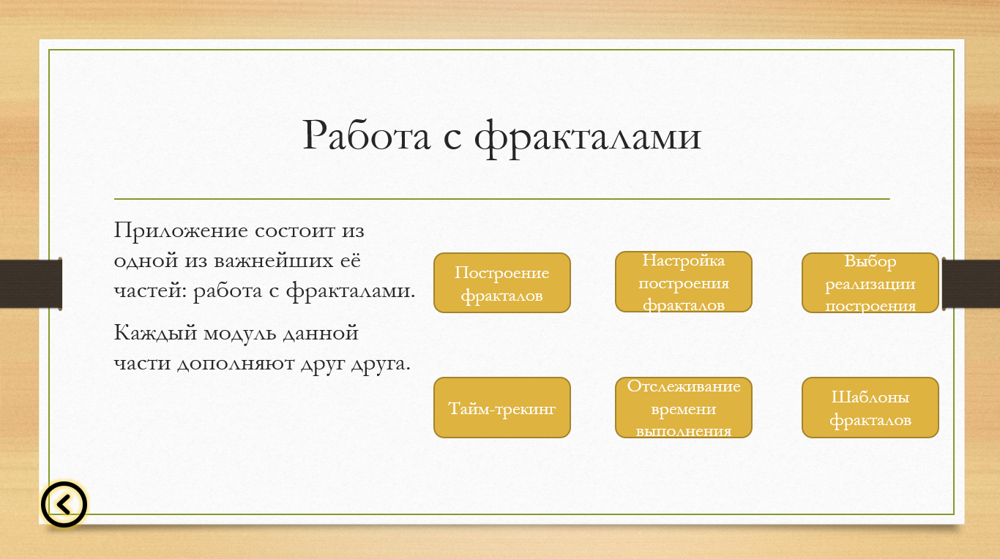 Работа с фракталами
Приложение состоит из
одной из важнейших её
частей: работа с фракталами.
Каждый модуль данной
части дополняют друг друга.
Построение
фракталов
Настройка
построения
фракталов
Выбор
реализации
построения
Тайм-трекинг
Отслеживание
времени
выполнения
Шаблоны
фракталов